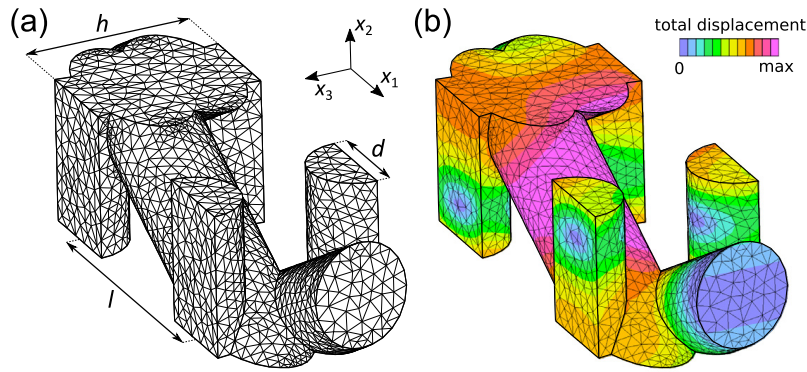 (a)
h
x2
x1
x3
d
l
(b)
total displacement
0 max